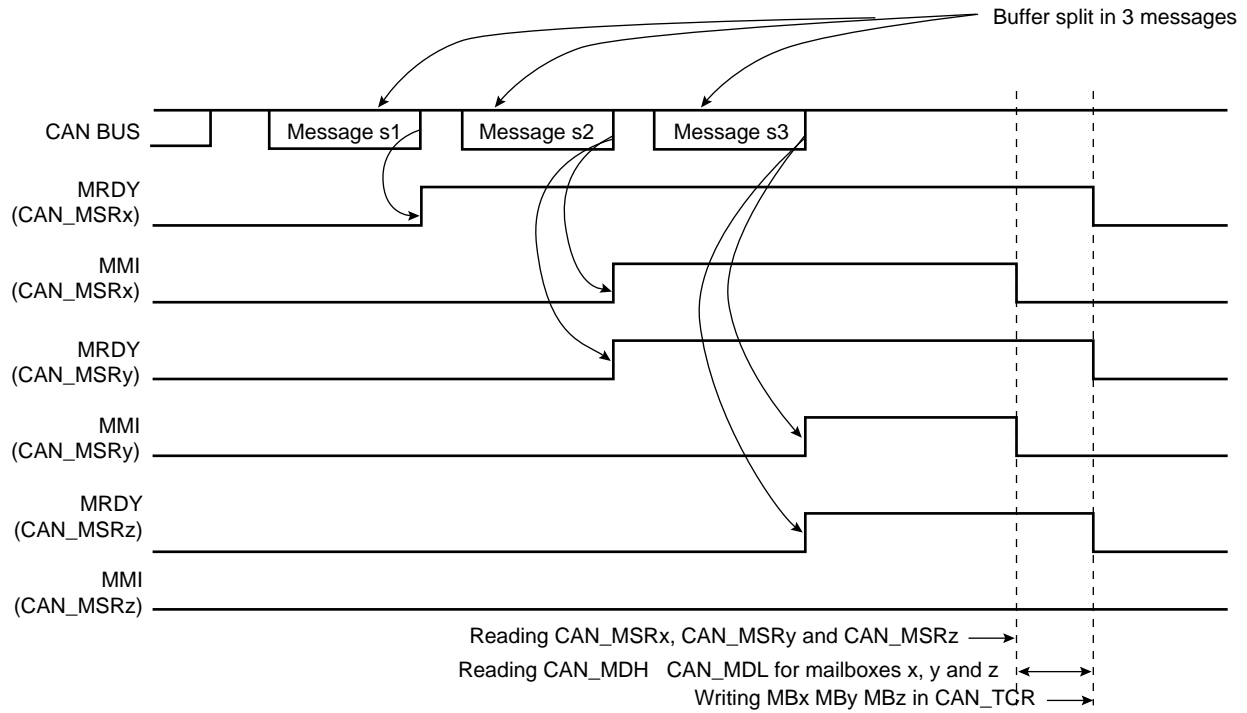 Buffer split in 3 messages
CAN BUS
Message s1
Message s2
Message s3
MRDY
(CAN_MSRx)
MMI
(CAN_MSRx)
MRDY
(CAN_MSRy)
MMI
(CAN_MSRy)
MRDY
(CAN_MSRz)
MMI
(CAN_MSRz)
Reading CAN_MSRx, CAN_MSRy and CAN_MSRz
Reading CAN_MDH CAN_MDL for mailboxes x, y and z
Writing MBx MBy MBz in CAN_TCR